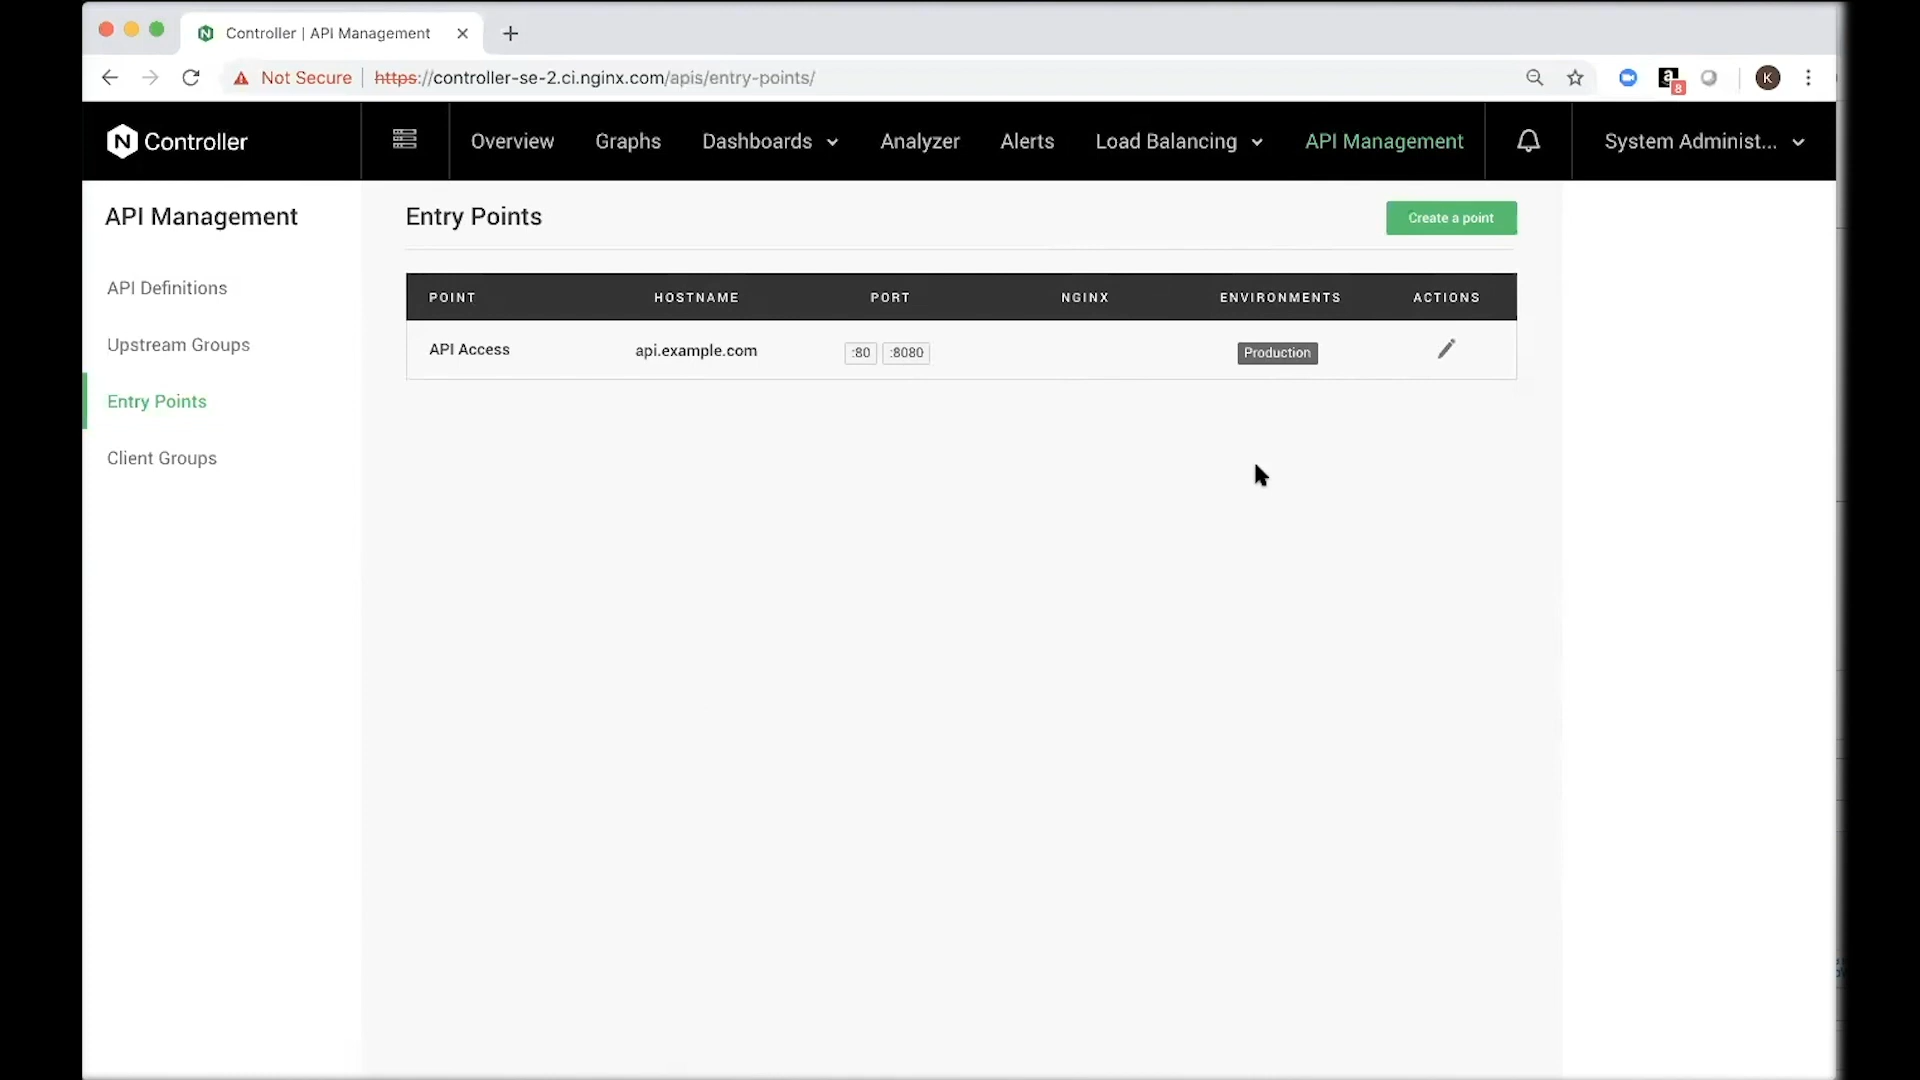 Controller | API Management
Not Secure https://controller-se-2.ci.nginx.com/apis/entry-points/
a 8 K
N Controller Overview Graphs Dashboards Analyzer Alerts Load Balancing API Management System Administ...
API Management
API Definitions
Upstream Groups
Entry Points
Client Groups
Entry Points Create a point
POINT HOSTNAME PORT NGINX ENVIRONMENTS ACTIONS
API Access api.example.com :80 :8080 Production